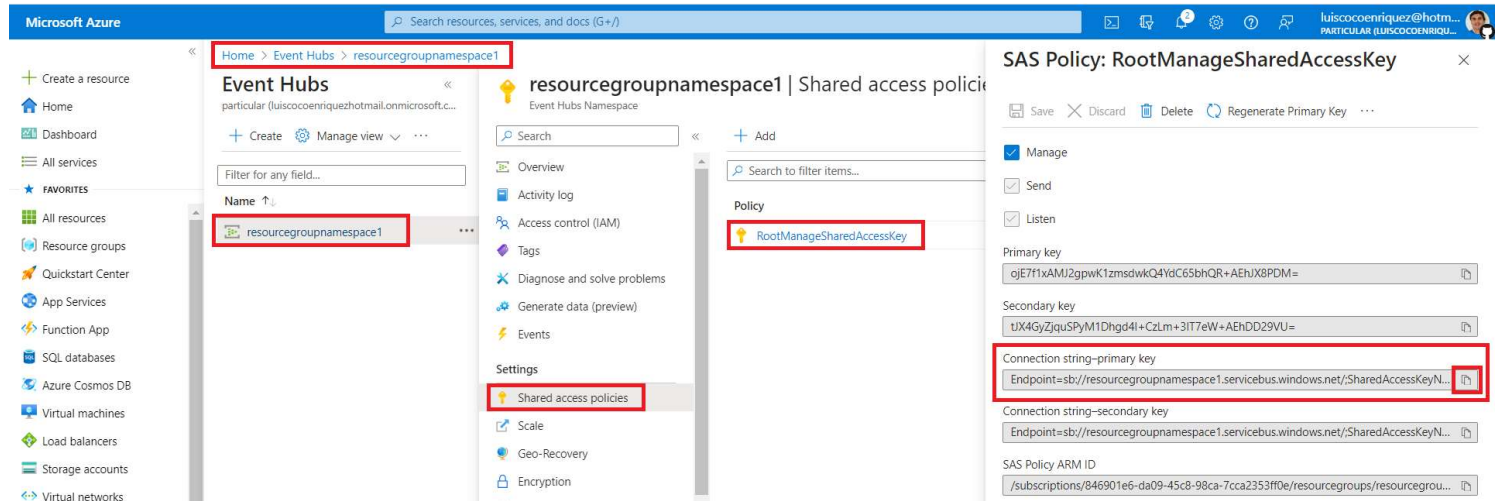 Microsoft Azure
Search resources, services, and docs (G+/)
2
luiscocoenriquez@hotm...
PARTICULAR (LUISCOCOENRIQU...
Create a resource
Home
Dashboard
All services
FAVORITES
All resources
Resource groups
Quickstart Center
App Services
Function App
SQL databases
Azure Cosmos DB
Virtual machines
Load balancers
Storage accounts
Virtual networks
Home > Event Hubs > resourcegroupnamespace1
Event Hubs
particular (luiscocoenriquezhotmail.onmicrosoft.c...
Create Manage view ...
Filter for any field...
Name ↑↓
resourcegroupnamespace1 ...
resourcegroupnamespace1 | Shared access policie
Event Hubs Namespace
Search
Overview
Activity log
Access control (IAM)
Tags
Diagnose and solve problems
Generate data (preview)
Events
Settings
Shared access policies
Scale
Geo-Recovery
Encryption
Add
Search to filter items...
Policy
RootManageSharedAccessKey
SAS Policy: RootManageSharedAccessKey
Save Discard Delete Regenerate Primary Key ...
Manage
Send
Listen
Primary key
ojE7f1xAMJ2gpwK1zmsdwkQ4YdC65bhQR+AEhJX8PDM=
Secondary key
Connection string–primary key
Endpoint=sb://resourcegroupnamespace1.servicebus.windows.net/;SharedAccessKeyN...
Connection string–secondary key
Endpoint=sb://resourcegroupnamespace1.servicebus.windows.net/;SharedAccessKeyN...
SAS Policy ARM ID
/subscriptions/846901e6-da09-45c8-98ca-7cca2353ff0e/resourcegroups/resourcegrou...